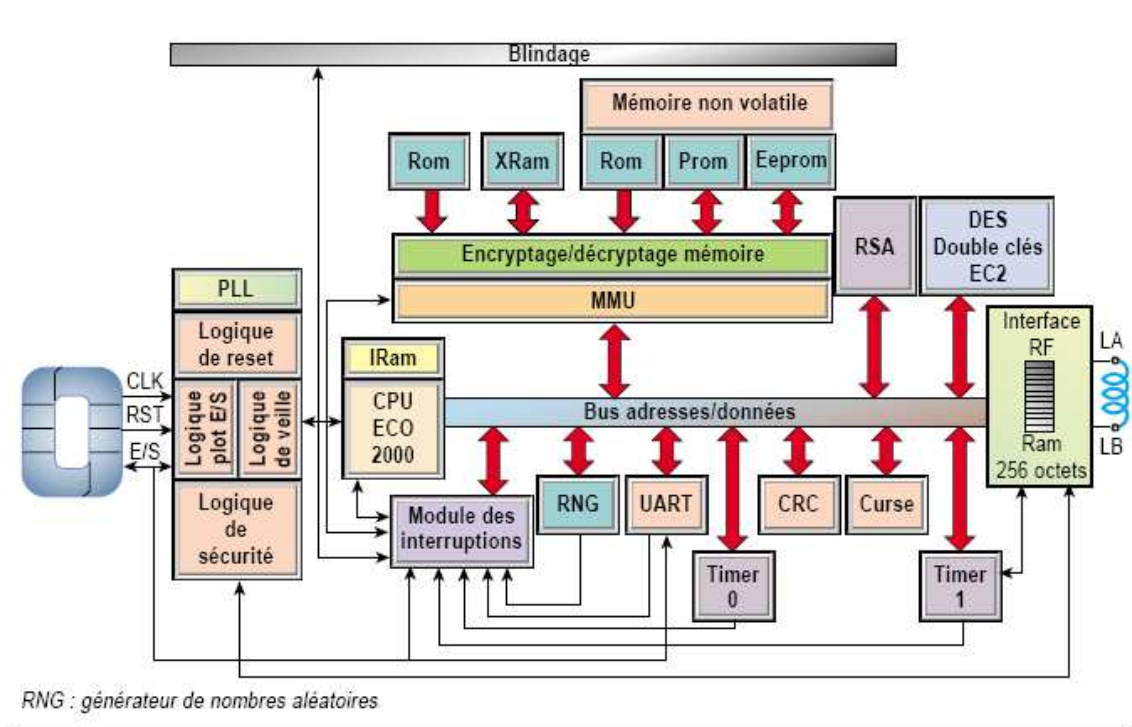 Blindage
Mémoire non volatile
Rom
XRam
Rom
Prom
Eeprom
RSA
DES
Double clés
EC2
Encryptage/décryptage mémoire
MMU
PLL
Logique
de reset
Logique
plot E/S
Logique
de veille
Logique
de
sécurité
CLK
RST
E/S
IRam
CPU
ECO
2000
Bus adresses/données
Interface
RF
Ram
256 octets
LA
LB
Module des
interruptions
RNG
UART
CRC
Curse
Timer
0
Timer
1
RNG : générateur de nombres aléatoires